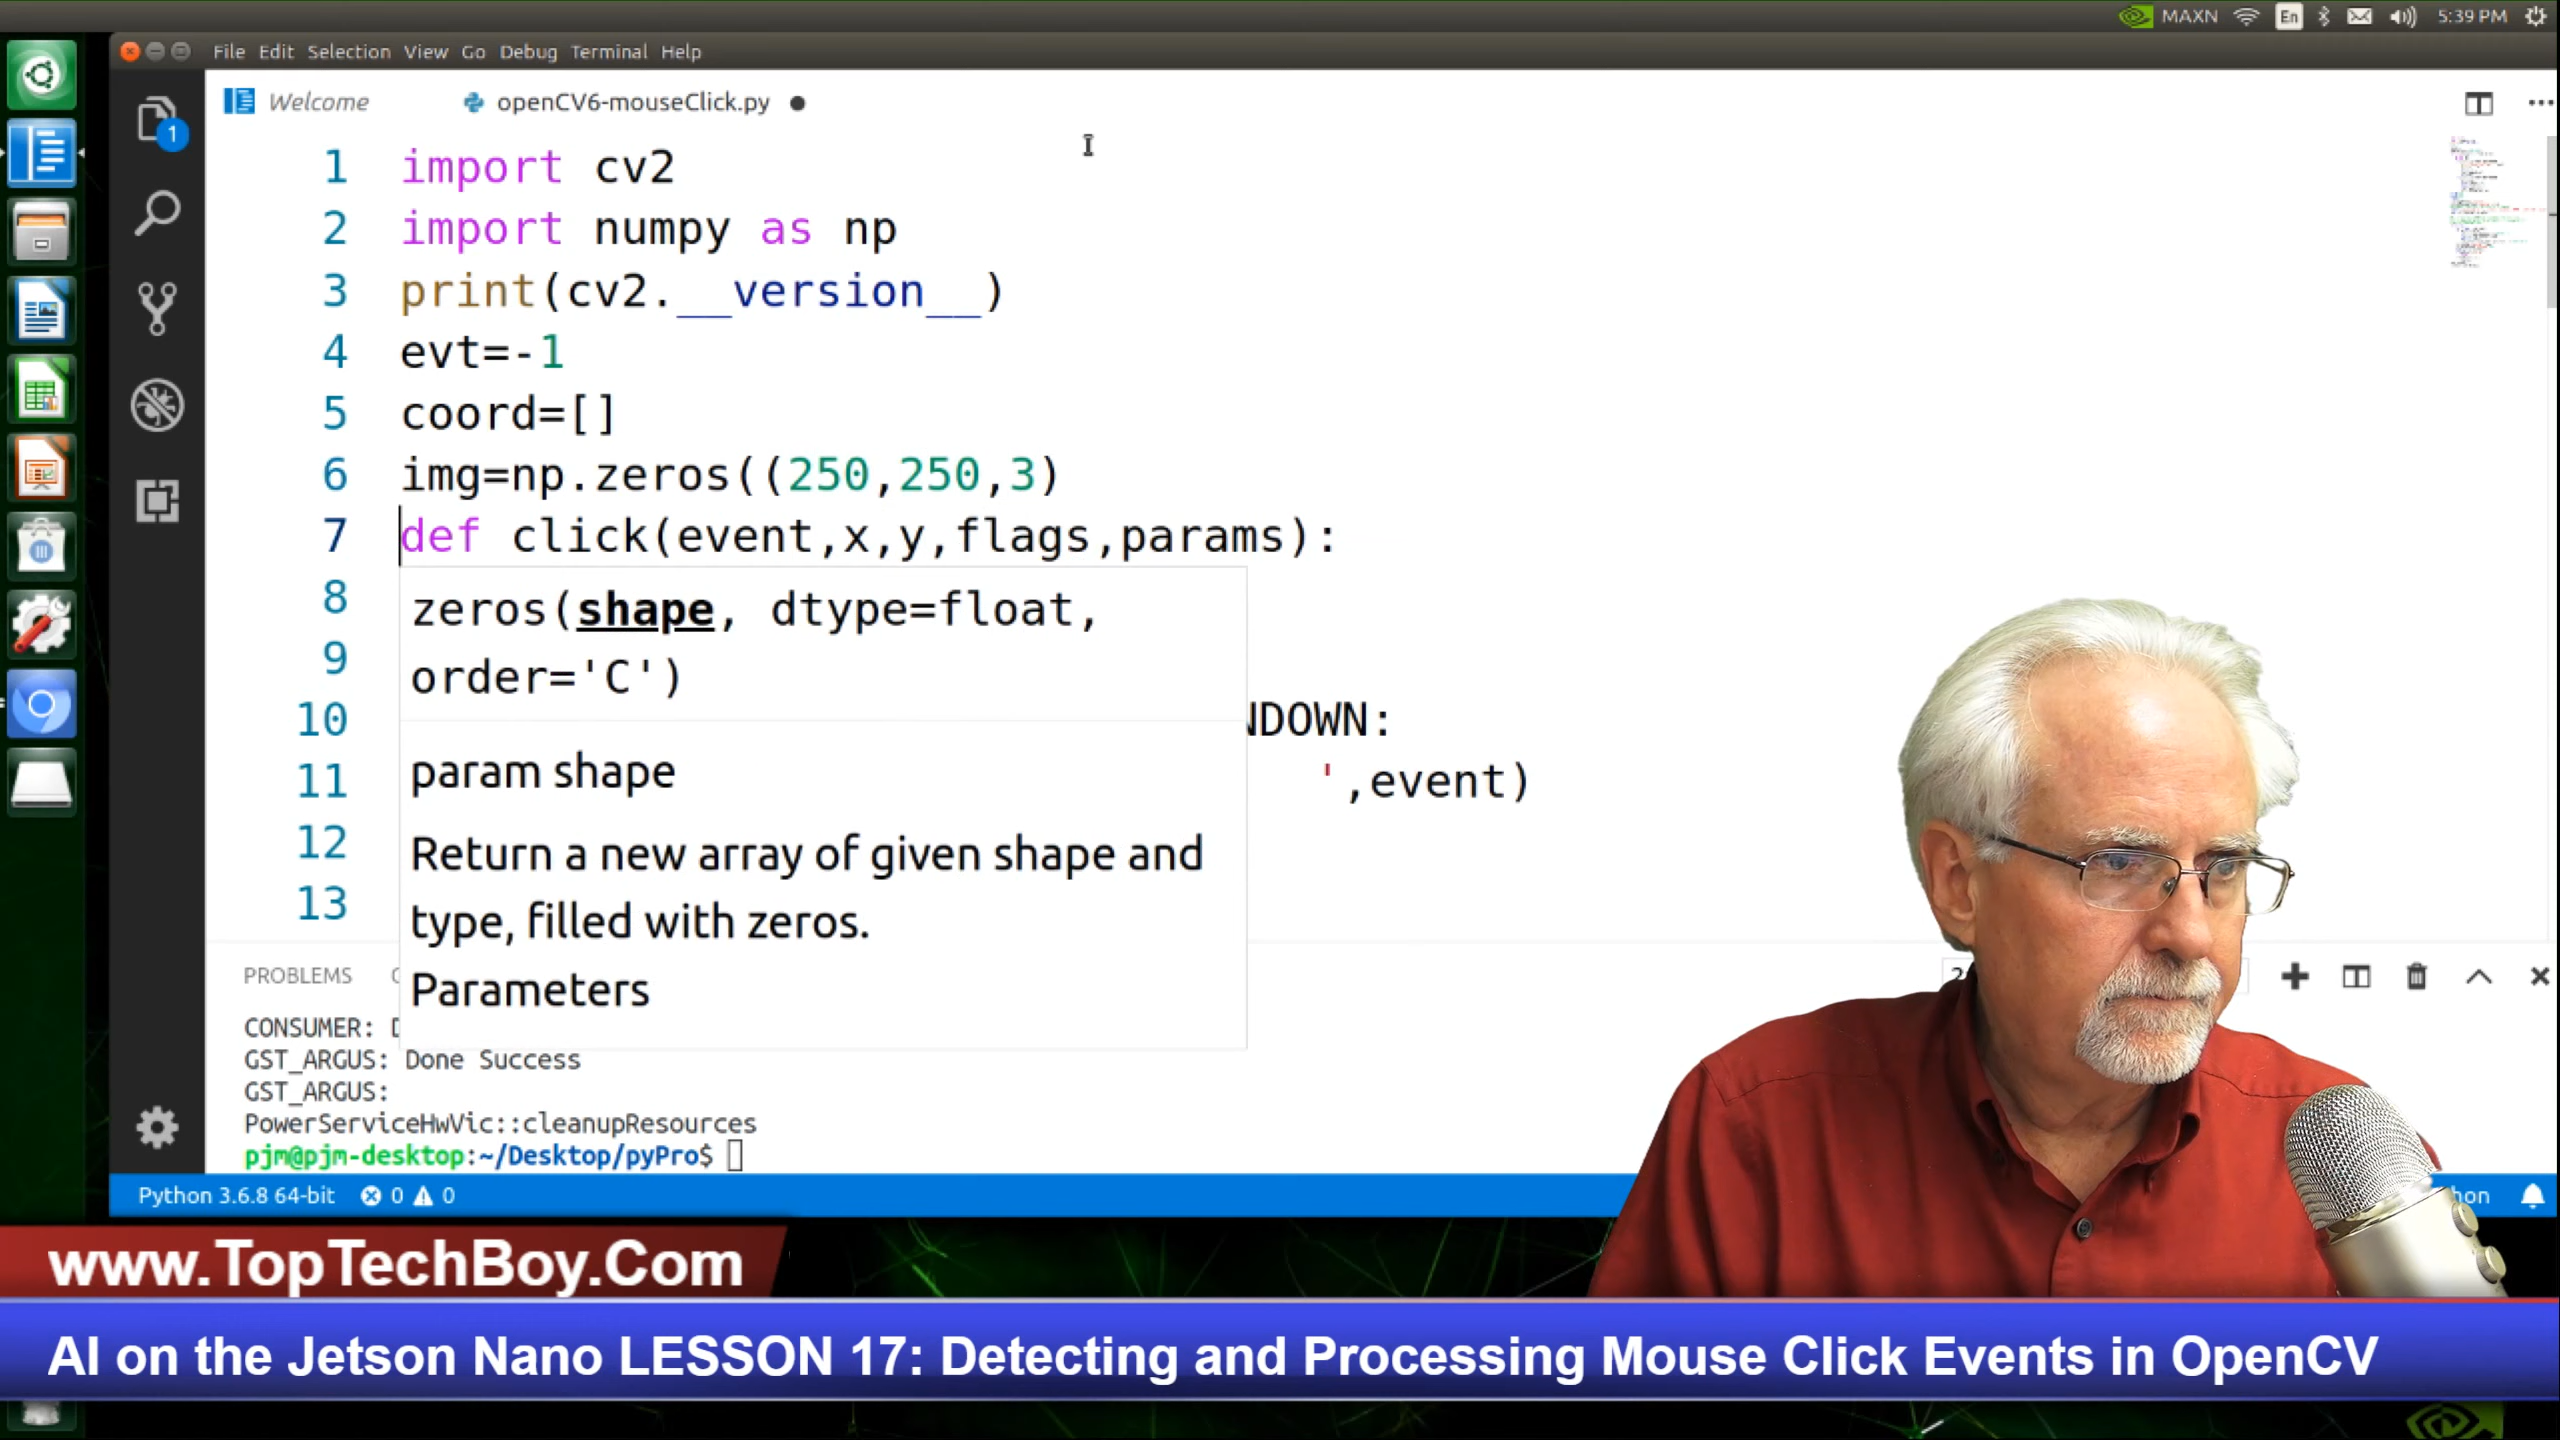 MAXN En 5:39 PM
File Edit Selection View Go Debug Terminal Help
Welcome openCV6-mouseClick.py
1
1 import cv2
2 import numpy as np
3 print(cv2.__version__)
4 evt=-1
5 coord=[]
6 img=np.zeros((250,250,3)
7 def click(event,x,y,flags,params):
8
zeros(shape, dtype=float,
9
order='C')
10 NDOWN:
param shape
11 ',event)
12
Return a new array of given shape and
13
type, filled with zeros.
Parameters
PROBLEMS
CONSUMER:
GST_ARGUS: Done Success
GST_ARGUS:
PowerServiceHwVic::cleanupResources
pjm@pjm-desktop:~/Desktop/pyPro$
Python 3.6.8 64-bit 0 0
www.TopTechBoy.Com
AI on the Jetson Nano LESSON 17: Detecting and Processing Mouse Click Events in OpenCV